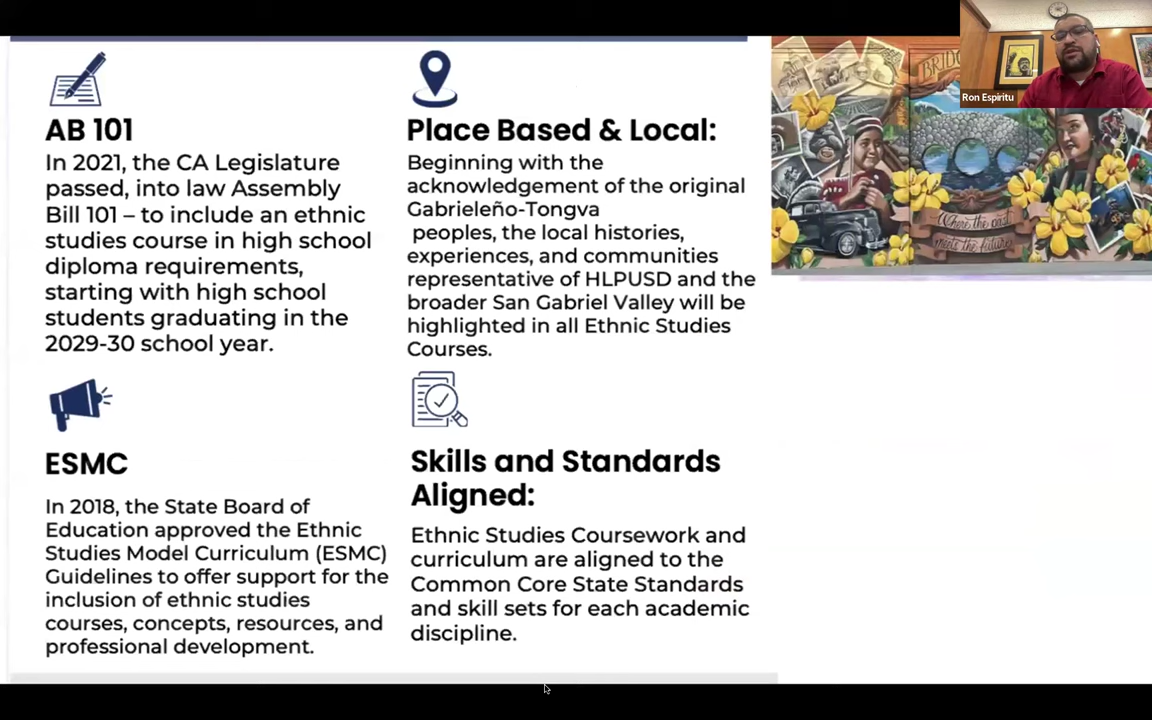 AB 101
In 2021, the CA Legislature
passed, into law Assembly
Bill 101 – to include an ethnic
studies course in high school
diploma requirements,
starting with high school
students graduating in the
2029-30 school year.
Place Based & Local:
Beginning with the
acknowledgement of the original
Gabrieleño-Tongva
peoples, the local histories,
experiences, and communities
representative of HLPUSD and the
broader San Gabriel Valley will be
highlighted in all Ethnic Studies
Courses.
ESMC
In 2018, the State Board of
Education approved the Ethnic
Studies Model Curriculum (ESMC)
Guidelines to offer support for the
inclusion of ethnic studies
courses, concepts, resources, and
professional development.
Skills and Standards
Aligned:
Ethnic Studies Coursework and
curriculum are aligned to the
Common Core State Standards
and skill sets for each academic
discipline.
Ron Espiritu
Where the past
meets the future